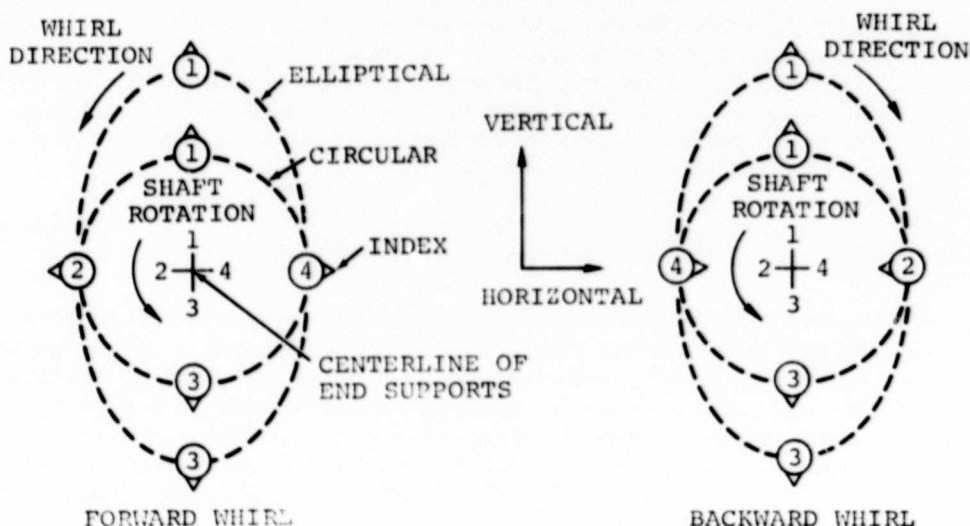 WHIRL
DIRECTION
1
ELLIPTICAL
1
CIRCULAR
SHAFT
ROTATION
1
2
2
4
4
INDEX
3
CENTERLINE OF
END SUPPORTS
3
3
FORWARD WHIRL
VERTICAL
HORIZONTAL
WHIRL
DIRECTION
1
1
SHAFT
ROTATION
1
4
2
4
2
3
3
3
BACKWARD WHIRL